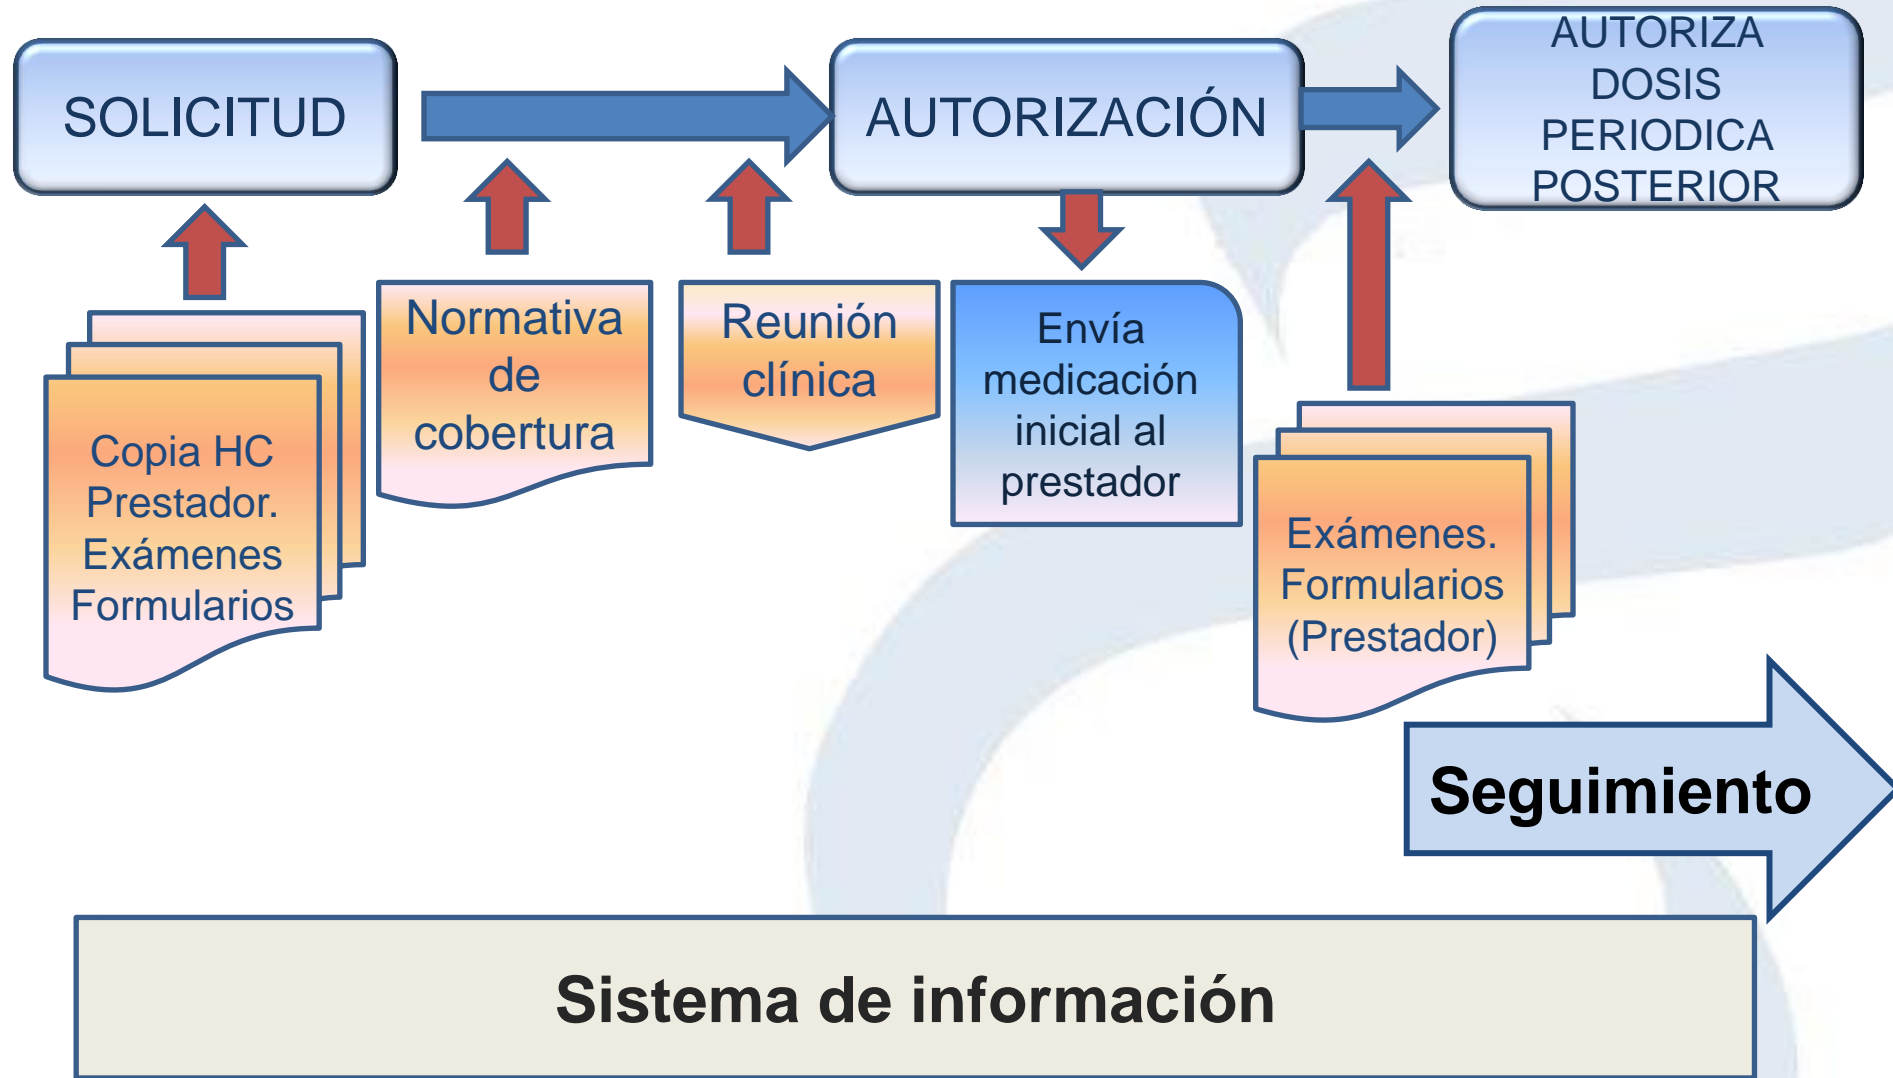 SOLICITUD
AUTORIZACIÓN
AUTORIZA
DOSIS
PERIODICA
POSTERIOR
Copia HC
Prestador.
Exámenes
Formularios
Normativa
de
cobertura
Reunión
clínica
Envía
medicación
inicial al
prestador
Exámenes.
Formularios
(Prestador)
Seguimiento
Sistema de información